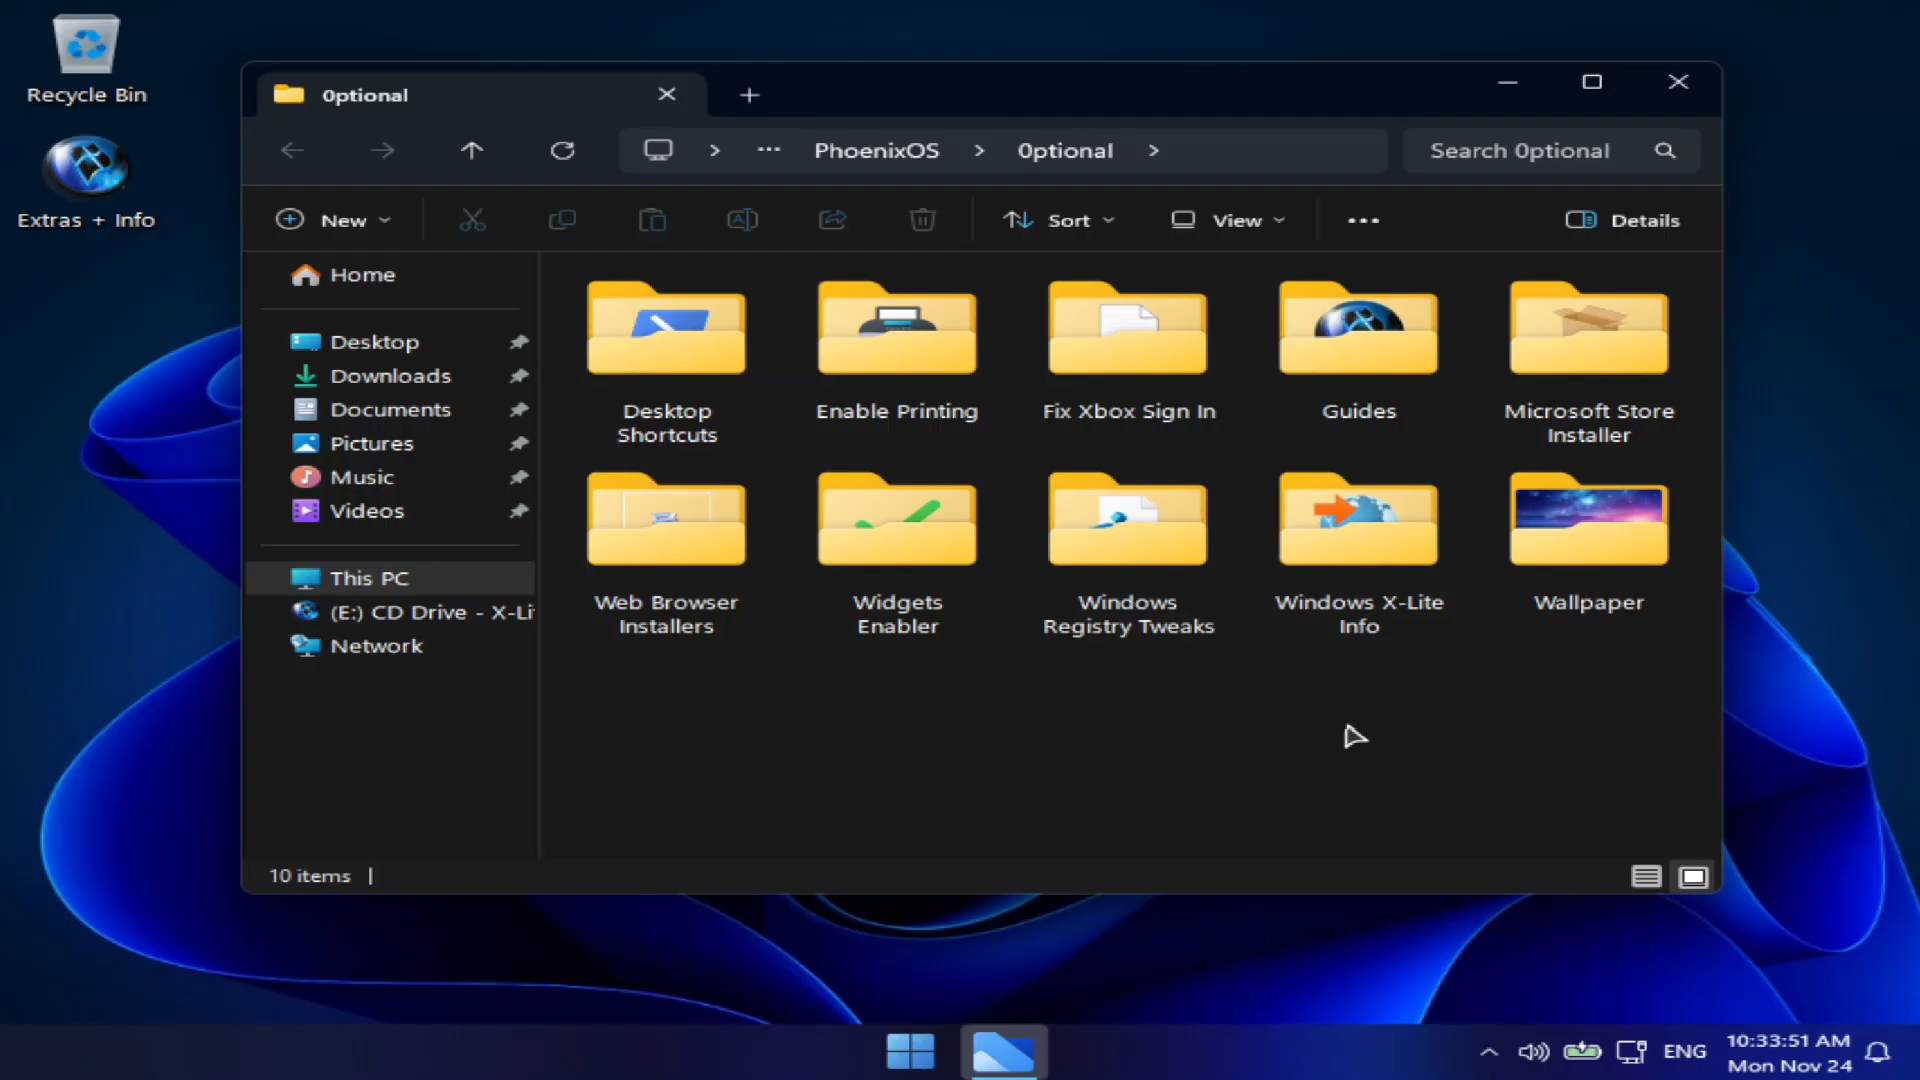 Recycle Bin
Extras + Info
0ptional
PhoenixOS
0ptional
Search 0ptional
New
Sort
View
Details
Home
Desktop
Downloads
Documents
Pictures
Music
Videos
This PC
(E:) CD Drive - X-Li
Network
Desktop
Shortcuts
Enable Printing
Fix Xbox Sign In
Guides
Microsoft Store
Installer
Web Browser
Installers
Widgets
Enabler
Windows
Registry Tweaks
Windows X-Lite
Info
Wallpaper
10 items
ENG
10:33:51 AM
Mon Nov 24